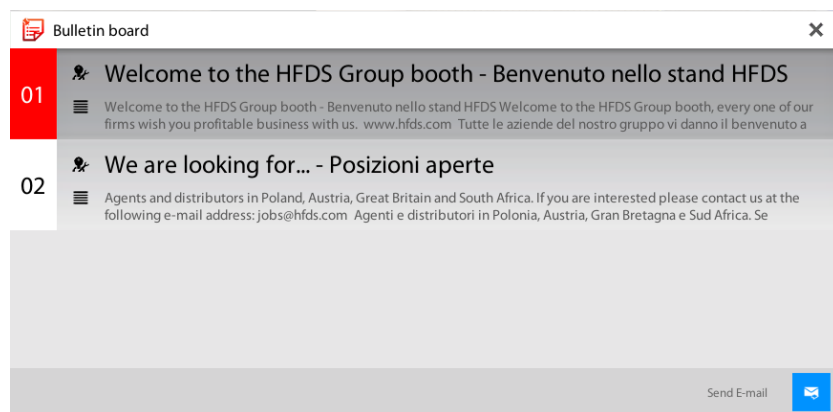 Bulletin board
01
Welcome to the HFDS Group booth - Benvenuto nello stand HFDS
Welcome to the HFDS Group booth - Benvenuto nello stand HFDS Welcome to the HFDS Group booth, every one of our
firms wish you profitable business with us. www.hfds.com Tutte le aziende del nostro gruppo vi danno il benvenuto a
02
We are looking for... - Posizioni aperte
Agents and distributors in Poland, Austria, Great Britain and South Africa. If you are interested please contact us at the
following e-mail address: jobs@hfds.com Agenti e distributori in Polonia, Austria, Gran Bretagna e Sud Africa. Se
Send E-mail